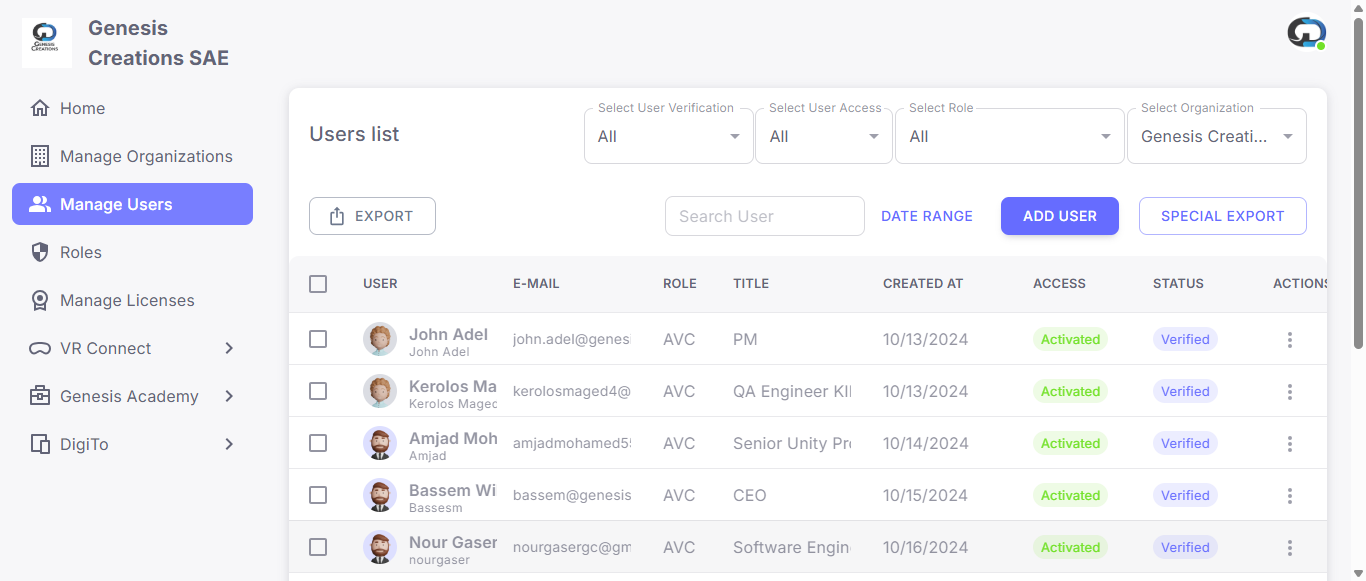 GENESIS
CREATIONS
Genesis
Creations SAE
Home
Manage Organizations
Manage Users
Roles
Manage Licenses
VR Connect
Genesis Academy
DigiTo
Users list
Select User Verification
All
Select User Access
All
Select Role
All
Select Organization
Genesis Creati...
EXPORT
Search User
DATE RANGE
ADD USER
SPECIAL EXPORT
USER E-MAIL ROLE TITLE CREATED AT ACCESS STATUS ACTIONS
John Adel john.adel@genes AVC PM 10/13/2024 Activated Verified
John Adel
Kerolos Ma kerolosmaged4@ AVC QA Engineer KI 10/13/2024 Activated Verified
Kerolos Maged
Amjad Moh amjadmohamed5 AVC Senior Unity Pr 10/14/2024 Activated Verified
Amjad
Bassem Wi bassem@genesis AVC CEO 10/15/2024 Activated Verified
Bassesm
Nour Gaser nourgasergc@gm AVC Software Engin 10/16/2024 Activated Verified
nourgaser